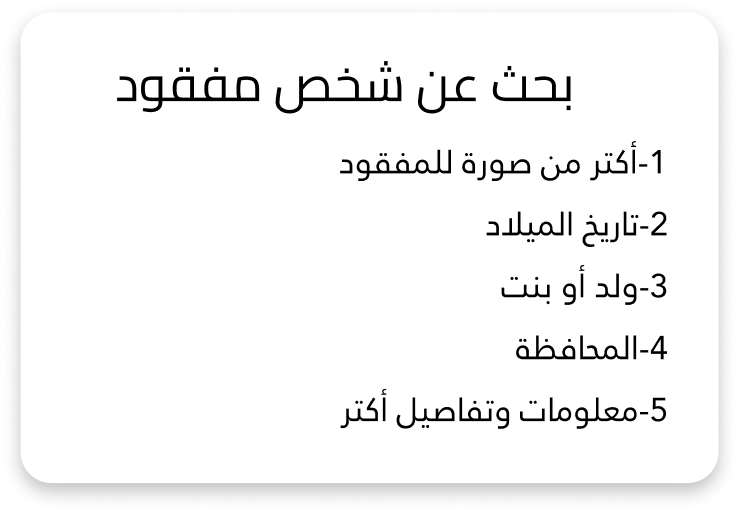 بحث عن شخص مفقود
1-أكتر من صورة للمفقود
2-تاريخ الميلاد
3-ولد أو بنت
4-المحافظة
5-معلومات وتفاصيل أكتر